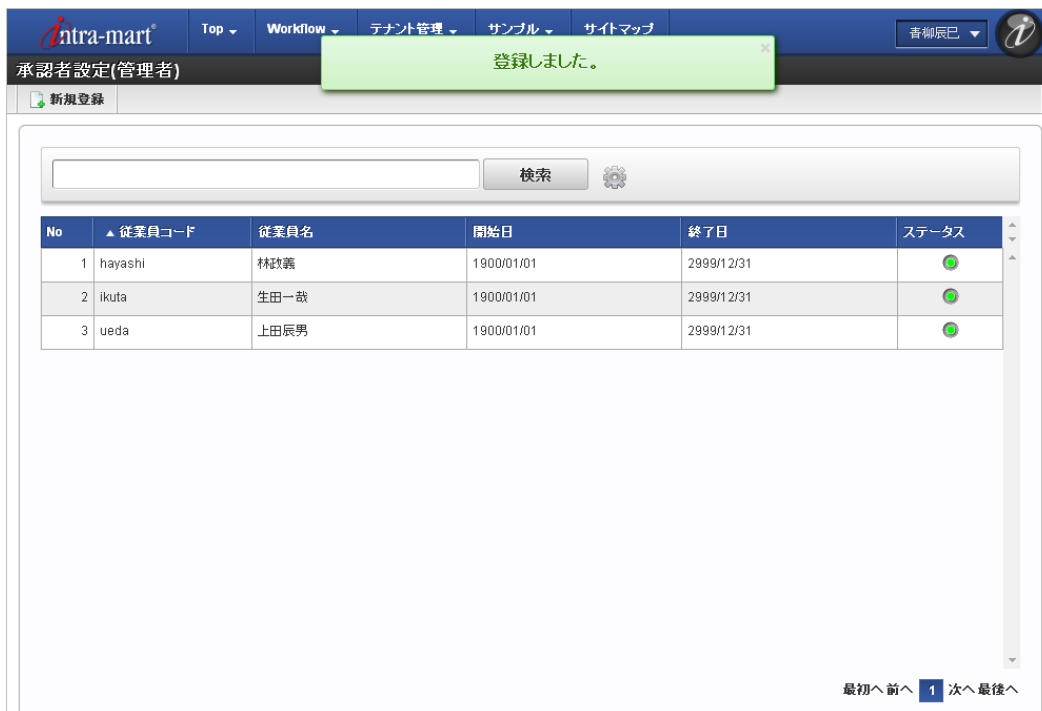 intra-mart® Top Workflow テナント管理 サンプル サイトマップ 青柳辰巳
登録しました。
承認者設定(管理者)
新規登録
検索
No ▲ 従業員コード 従業員名 開始日 終了日 ステータス
1 hayashi 林政義 1900/01/01 2999/12/31
2 ikuta 生田一哉 1900/01/01 2999/12/31
3 ueda 上田辰男 1900/01/01 2999/12/31
最初へ 前へ 1 次へ 最後へ